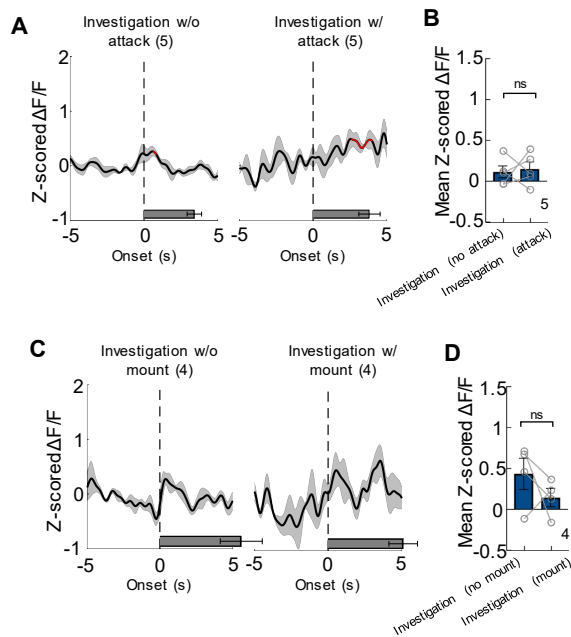 A
Investigation w/o
attack (5)
Investigation w/
attack (5)
Z-scored ΔF/F
2
1
0
-1
-5
0
5
-5
0
5
Onset (s)
Onset (s)
B
Mean Z-scored ΔF/F
1.5
1
0.5
0
-0.5
ns
5
Investigation (no attack)
Investigation (attack)
C
Investigation w/o
mount (4)
Investigation w/
mount (4)
Z-scored ΔF/F
2
1
0
-1
-5
0
5
-5
0
5
Onset (s)
Onset (s)
D
Mean Z-scored ΔF/F
1.5
1
0.5
0
-0.5
ns
4
Investigation (no mount)
Investigation (mount)